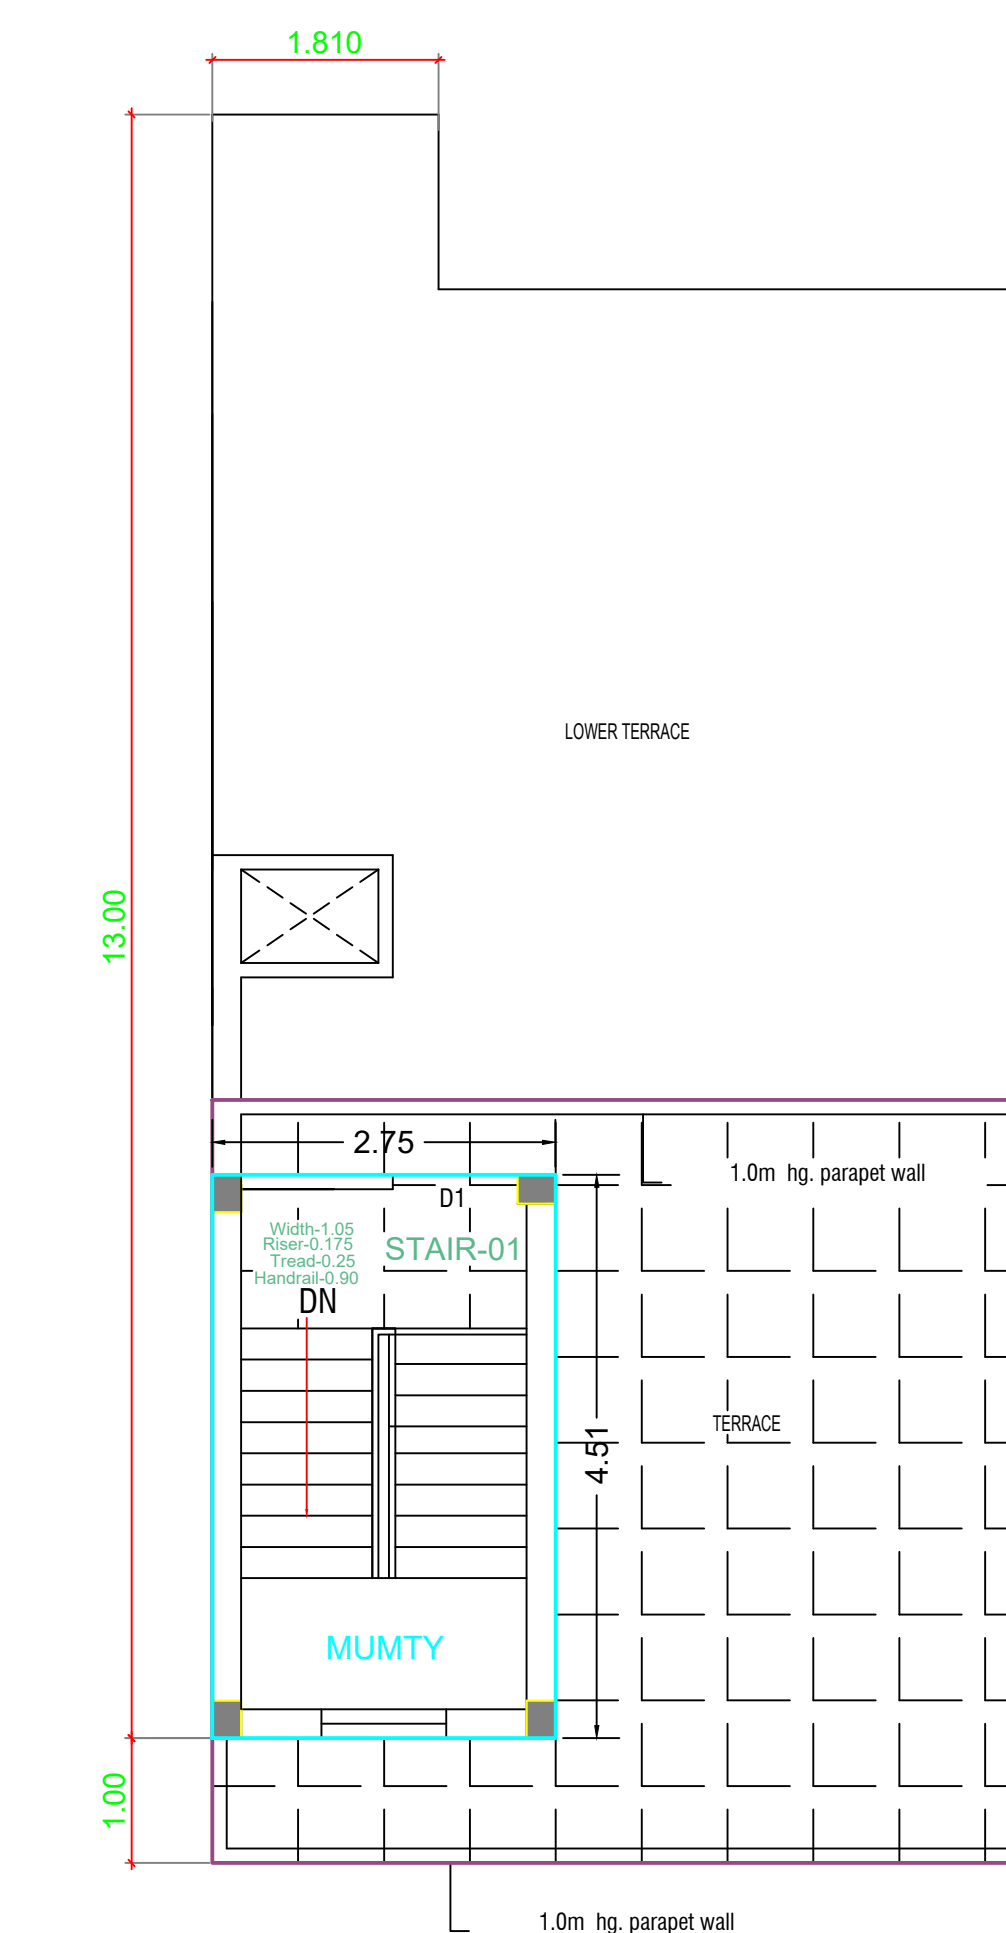 1.810
LOWER TERRACE
13.00
2.75
1.0m hg. parapet wall
D1
Width-1.05
Riser-0.175
Tread-0.25
Handrail-0.90
STAIR-01
DN
TERRACE
4.51
MUMTY
1.00
1.0m hg. parapet wall